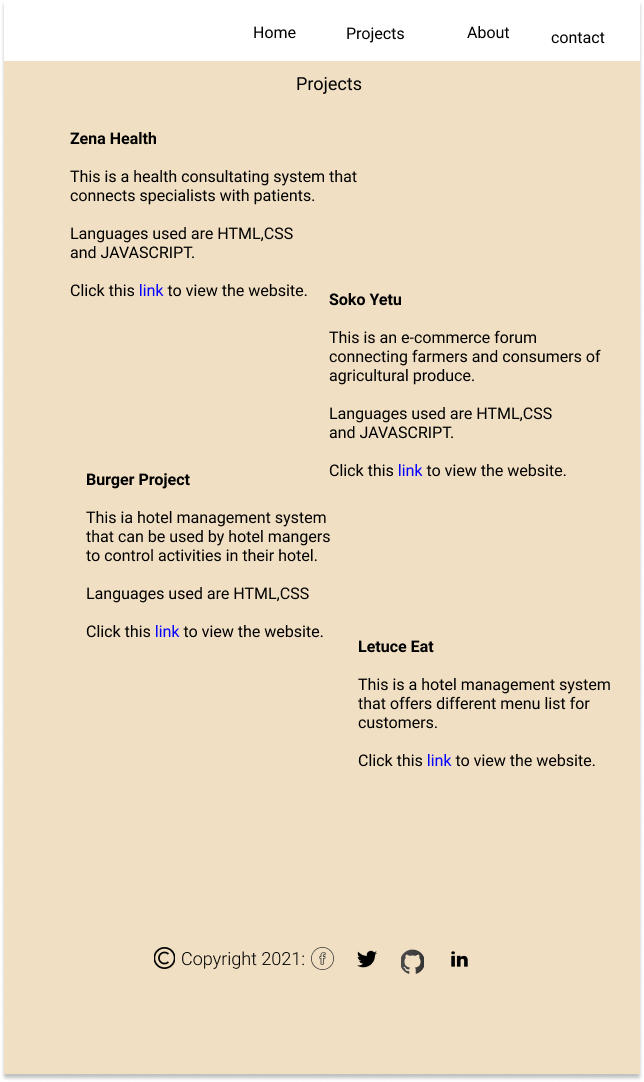 Home Projects About contact
Projects
Zena Health
This is a health consultating system that
connects specialists with patients.
Languages used are HTML,CSS
and JAVASCRIPT.
Click this link to view the website.
Soko Yetu
This is an e-commerce forum
connecting farmers and consumers of
agricultural produce.
Languages used are HTML,CSS
and JAVASCRIPT.
Click this link to view the website.
Burger Project
This ia hotel management system
that can be used by hotel mangers
to control activities in their hotel.
Languages used are HTML,CSS
Click this link to view the website.
Letuce Eat
This is a hotel management system
that offers different menu list for
customers.
Click this link to view the website.
© Copyright 2021: